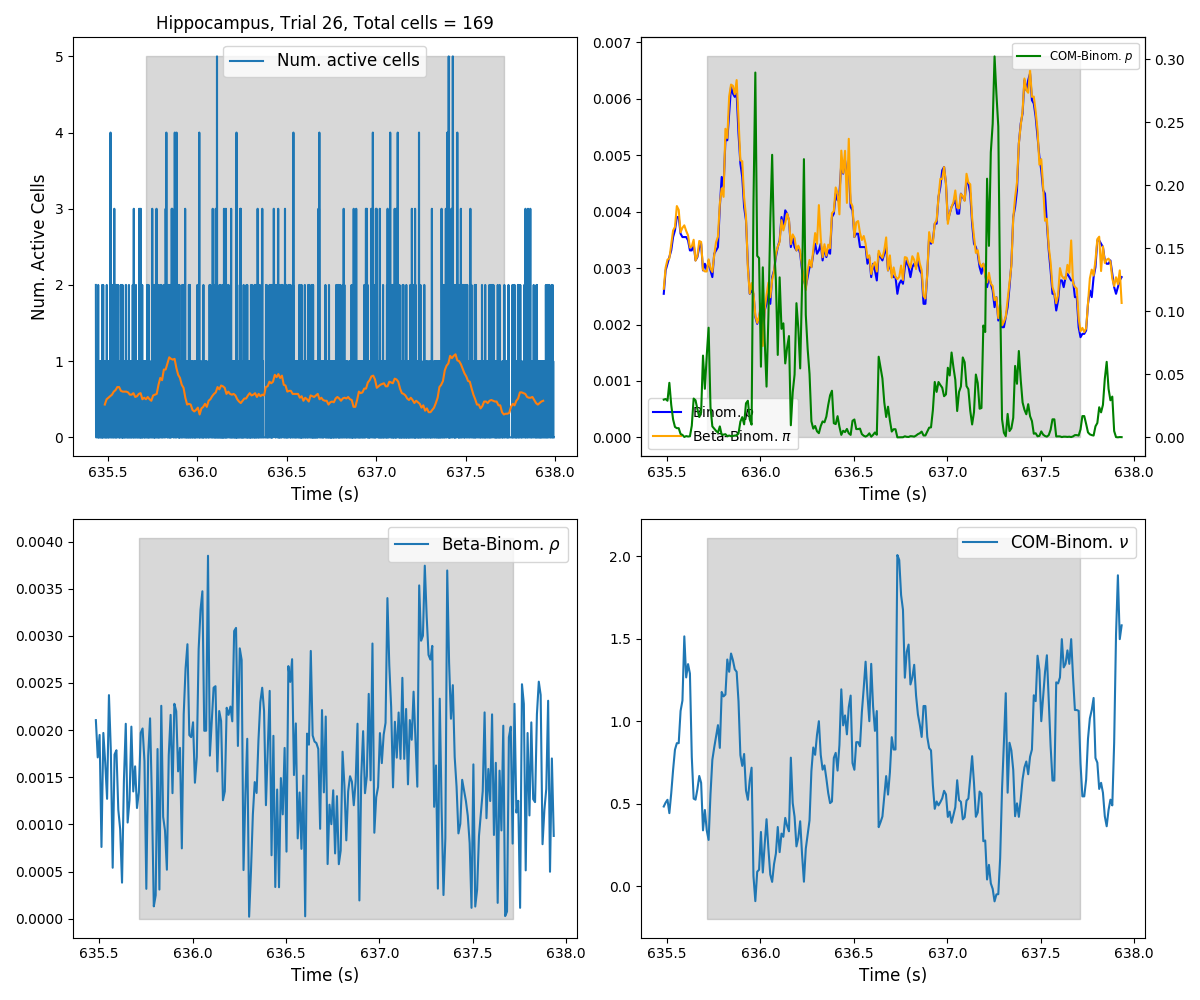 Hippocampus, Trial 26, Total cells = 169
Num. active cells
Num. Active Cells
5
4
3
2
1
0
635.5 636.0 636.5 637.0 637.5 638.0
Time (s)
COM-Binom. p
0.007
0.006
0.005
0.004
0.003
0.002
0.001
0.000
0.30
0.25
0.20
0.15
0.10
0.05
0.00
Binom. ρ
Beta-Binom. π
635.5 636.0 636.5 637.0 637.5 638.0
Time (s)
Beta-Binom. ρ
0.0040
0.0035
0.0030
0.0025
0.0020
0.0015
0.0010
0.0005
0.0000
635.5 636.0 636.5 637.0 637.5 638.0
Time (s)
COM-Binom. ν
2.0
1.5
1.0
0.5
0.0
635.5 636.0 636.5 637.0 637.5 638.0
Time (s)